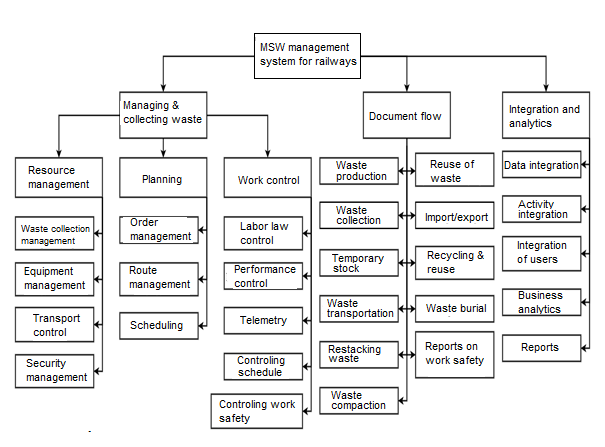 MSW management
system for railways
Managing &
collecting waste
Document flow
Integration and
analytics
Resource
management
Planning
Work control
Waste
production
Reuse of
waste
Data integration
Waste collection
management
Order
management
Labor law
control
Waste
collection
Import/export
Activity
integration
Equipment
management
Route
management
Performance
control
Temporary
stock
Recycling &
reuse
Integration
of users
Transport
control
Scheduling
Telemetry
Waste
transportation
Waste burial
Business
analytics
Security
management
Controling
schedule
Restacking
waste
Reports on
work safety
Reports
Controling work
safety
Waste
compaction